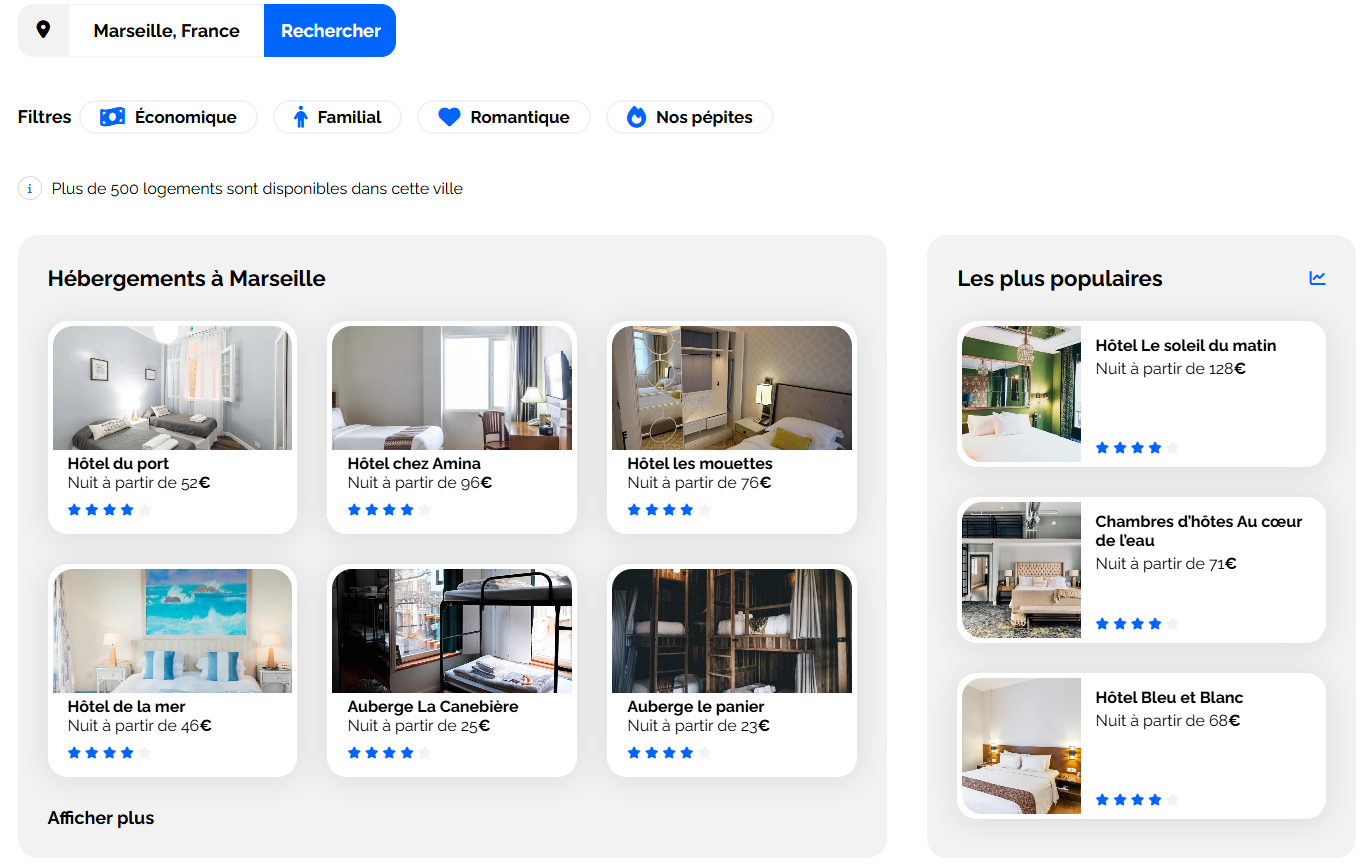 Marseille, France
Rechercher
Filtres
Économique
Familial
Romantique
Nos pépites
i
Plus de 500 logements sont disponibles dans cette ville
Hébergements à Marseille
Hôtel du port
Nuit à partir de 52€
Hôtel chez Amina
Nuit à partir de 96€
Hôtel les mouettes
Nuit à partir de 76€
Hôtel de la mer
Nuit à partir de 46€
Auberge La Canebière
Nuit à partir de 25€
Auberge le panier
Nuit à partir de 23€
Afficher plus
Les plus populaires
Hôtel Le soleil du matin
Nuit à partir de 128€
Chambres d’hôtes Au cœur
de l’eau
Nuit à partir de 71€
Hôtel Bleu et Blanc
Nuit à partir de 68€